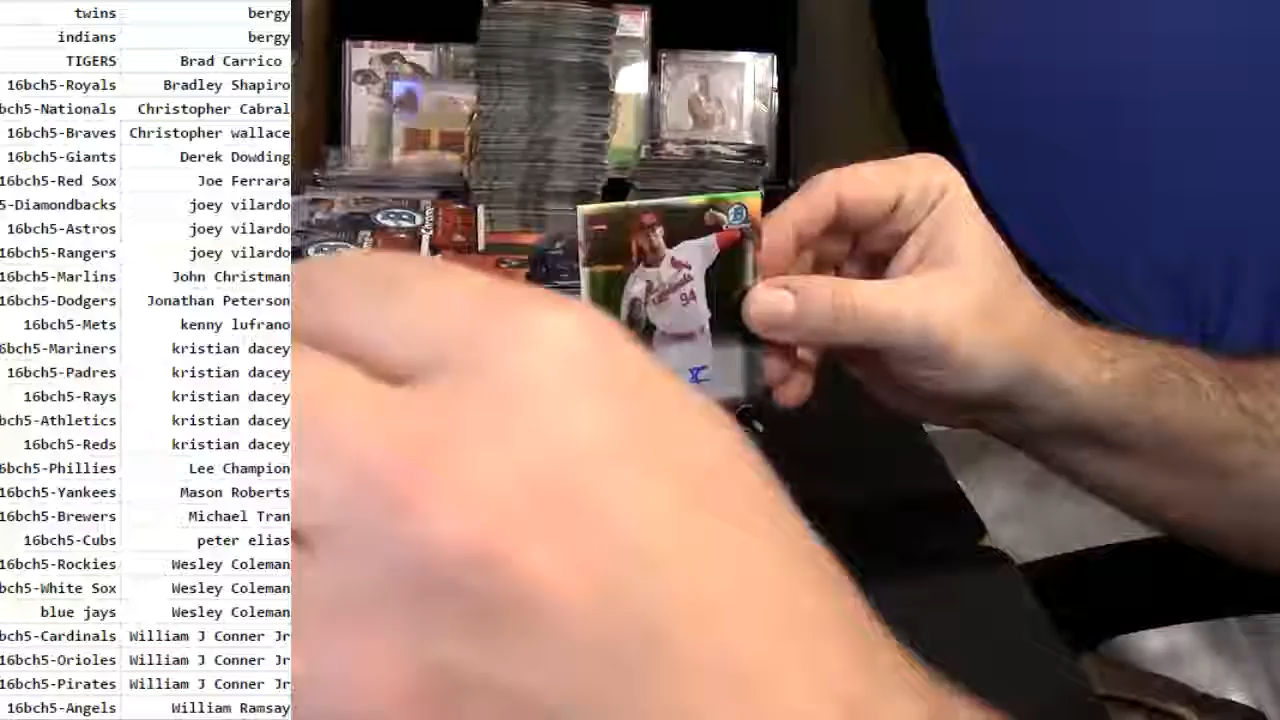 twins bergy
indians bergy
TIGERS Brad Carrico
16bch5-Royals Bradley Shapiro
bch5-Nationals Christopher Cabral
16bch5-Braves Christopher wallace
16bch5-Giants Derek Dowding
16bch5-Red Sox Joe Ferrara
5-Diamondbacks joey vilardo
16bch5-Astros joey vilardo
16bch5-Rangers joey vilardo
16bch5-Marlins John Christman
16bch5-Dodgers Jonathan Peterson
16bch5-Mets kenny lufrano
6bch5-Mariners kristian dacey
16bch5-Padres kristian dacey
16bch5-Rays kristian dacey
bch5-Athletics kristian dacey
16bch5-Reds kristian dacey
6bch5-Phillies Lee Champion
16bch5-Yankees Mason Roberts
16bch5-Brewers Michael Tran
16bch5-Cubs peter elias
16bch5-Rockies Wesley Coleman
bch5-White Sox Wesley Coleman
blue jays Wesley Coleman
bch5-Cardinals William J Conner Jr
16bch5-Orioles William J Conner Jr
16bch5-Pirates William J Conner Jr
16bch5-Angels William Ramsay
Chrome
Cardinals
94